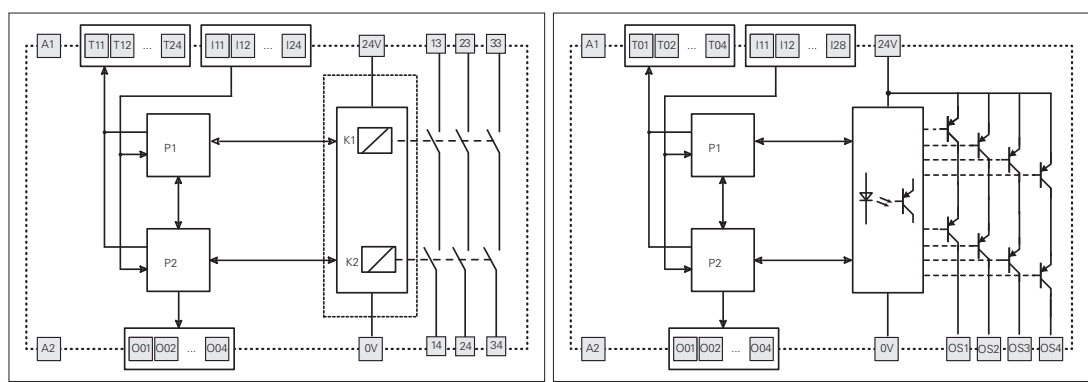 A1 T11 T12 ... T24 I11 I12 ... I24 24V 13 23 33
P1 K1
P2 K2
A2 O01 O02 ... O04 0V 14 24 34
A1 T01 T02 ... T04 I11 I12 ... I28 24V
P1
P2
A2 O01 O02 ... O04 0V OS1 OS2 OS3 OS4